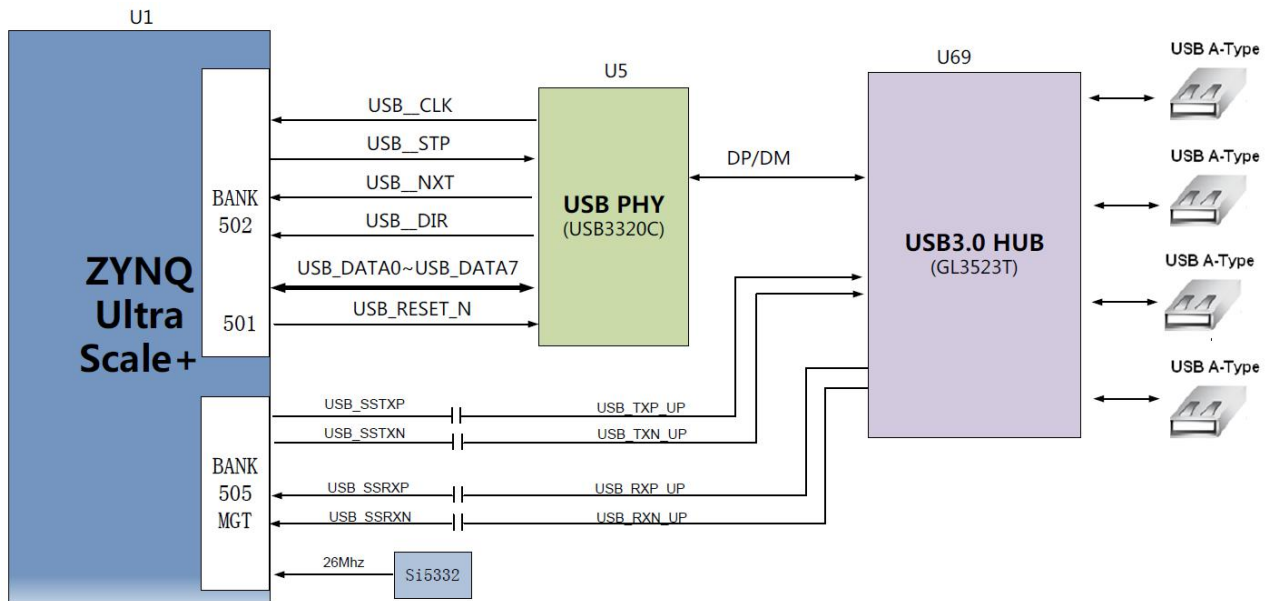 U1
ZYNQ
Ultra
Scale+
BANK
502
501
USB__CLK
USB__STP
USB__NXT
USB__DIR
USB_DATA0~USB_DATA7
USB_RESET_N
U5
USB PHY
(USB3320C)
DP/DM
U69
USB3.0 HUB
(GL3523T)
USB A-Type
USB A-Type
USB A-Type
USB A-Type
BANK
505
MGT
USB_SSTXP
USB_TXP_UP
USB_SSTXN
USB_TXN_UP
USB_SSRXP
USB_RXP_UP
USB_SSRXN
USB_RXN_UP
26Mhz
Si5332